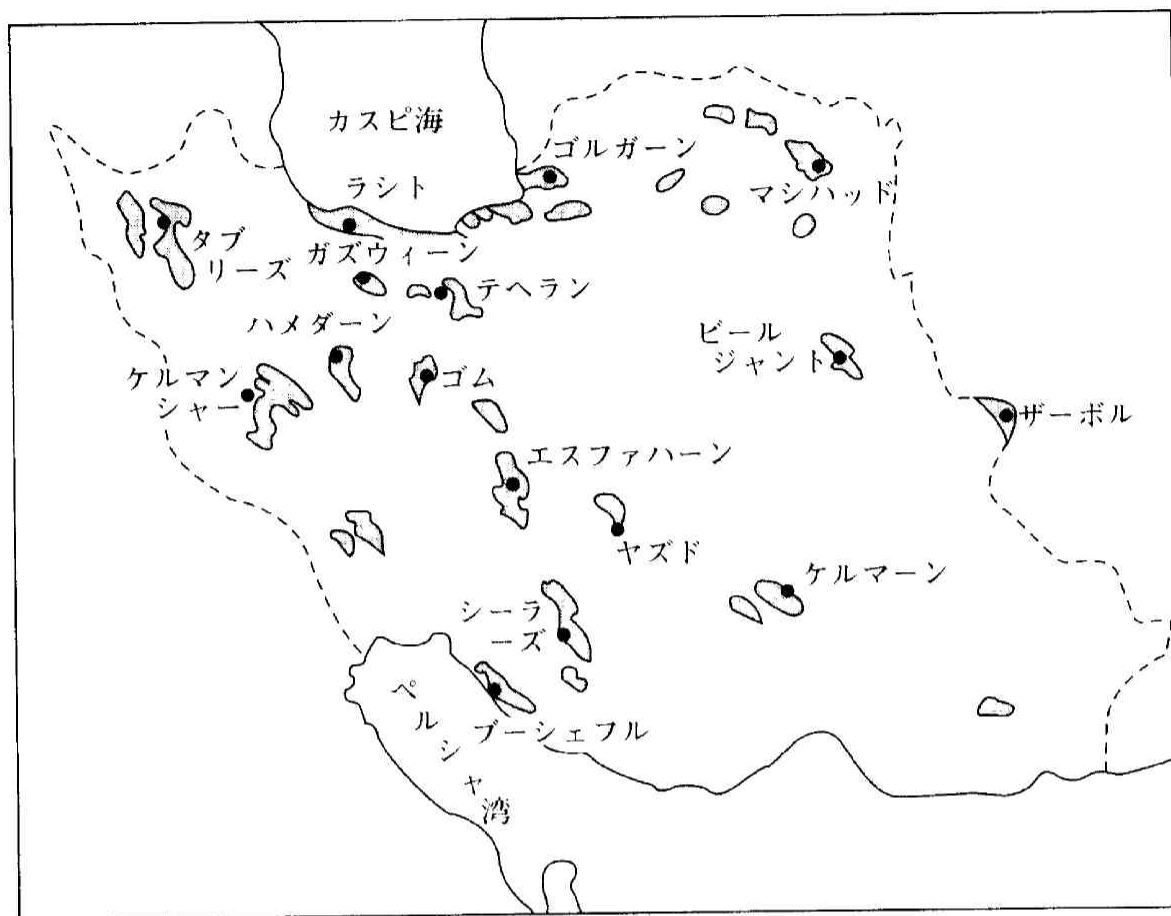 カスピ海
ゴルガーン
ラシト
マシハッド
タブ
リーズ
ガズウィーン
テヘラン
ハメダーン
ビール
ジャント
ケルマン
シャー
ゴム
ザーボル
エスファハーン
ヤズド
ケルマーン
シーラ
ーズ
ブーシェフル
ペルシャ湾